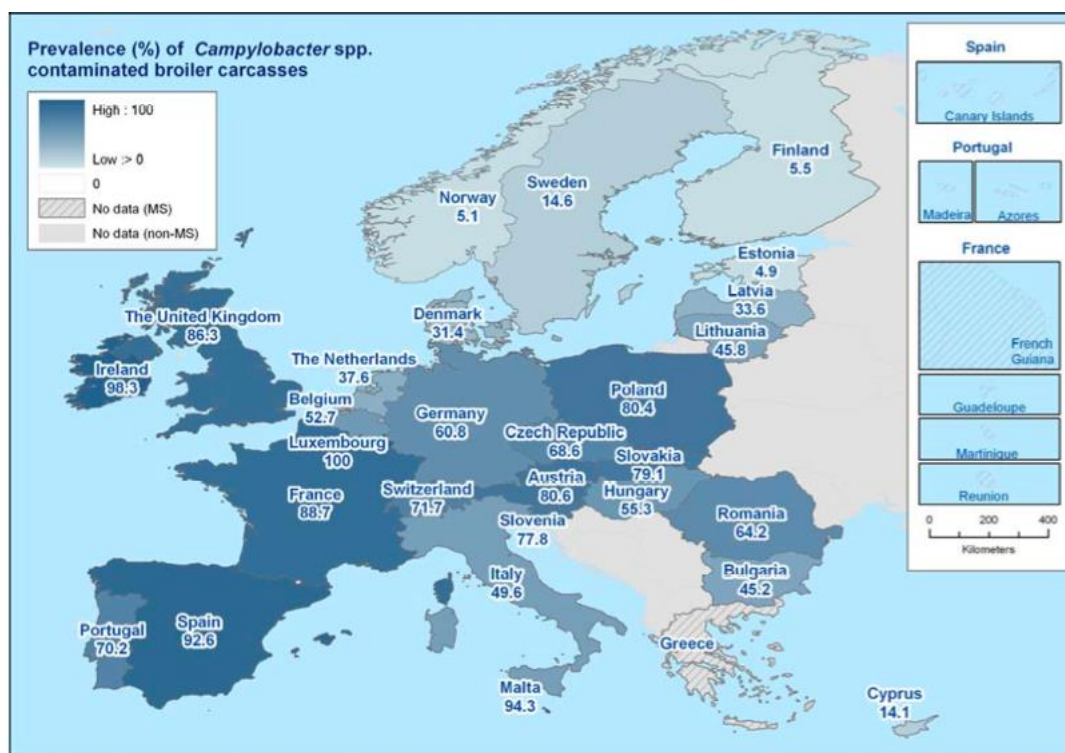 Prevalence (%) of Campylobacter spp.
contaminated broiler carcasses
High : 100
Low :> 0
0
No data (MS)
No data (non-MS)
Norway
5.1
Sweden
14.6
Finland
5.5
Estonia
4.9
Latvia
33.6
Lithuania
45.8
Denmark
31.4
The United Kingdom
86.3
Ireland
98.3
The Netherlands
37.6
Belgium
52.7
Luxembourg
100
Germany
60.8
Poland
80.4
Czech Republic
68.6
Slovakia
79.1
Austria
80.6
Hungary
55.3
France
88.7
Switzerland
71.7
Slovenia
77.8
Romania
64.2
Bulgaria
45.2
Italy
49.6
Portugal
70.2
Spain
92.6
Greece
Malta
94.3
Cyprus
14.1
Spain
Canary Islands
Portugal
Madeira
Azores
France
French
Guiana
Guadeloupe
Martinique
Reunion
0 200 400
Kilometers